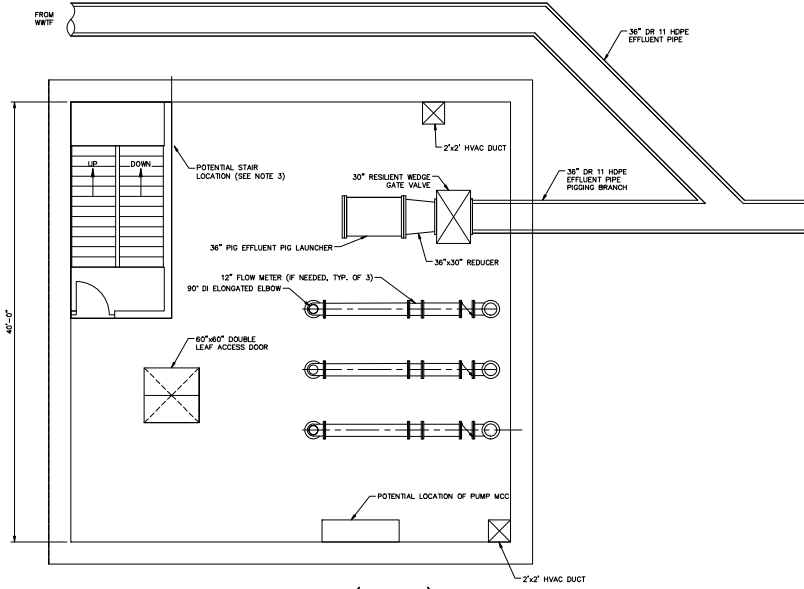 FROM
WWTF
36" DR 11 HDPE
EFFLUENT PIPE
2'x2' HVAC DUCT
UP
DOWN
POTENTIAL STAIR
LOCATION (SEE NOTE 3)
30" RESILIENT WEDGE
GATE VALVE
36" DR 11 HDPE
EFFLUENT PIPE
PIGGING BRANCH
36" PIG EFFLUENT PIG LAUNCHER
36"x30" REDUCER
12" FLOW METER (IF NEEDED, TYP. OF 3)
90° DI ELONGATED ELBOW
40'-0"
60"x60" DOUBLE
LEAF ACCESS DOOR
POTENTIAL LOCATION OF PUMP MCC
2'x2' HVAC DUCT